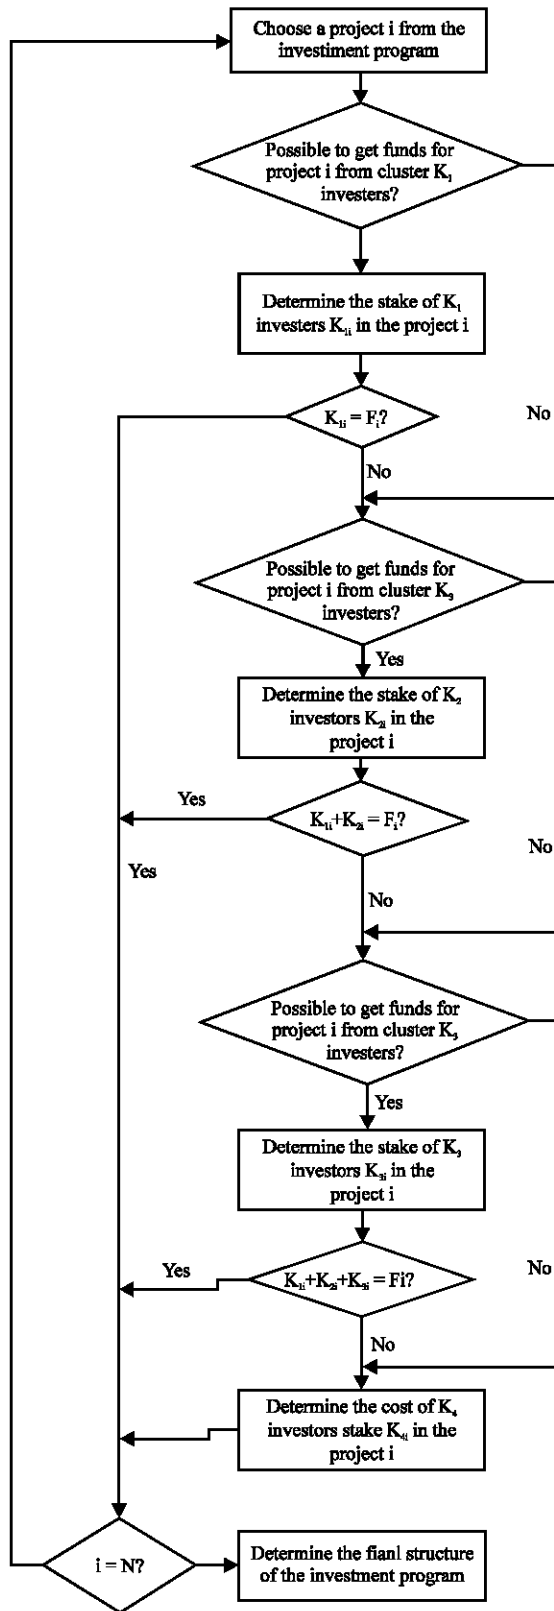 Choose a project i from the
investiment program
Possible to get funds for
project i from cluster K₁
investers?
Determine the stake of K₁
investers K₁ᵢ in the project i
K₁ᵢ = Fᵢ?
No
No
Possible to get funds for
project i from cluster K₃
investers?
Yes
Determine the stake of K₂
investors K₂ᵢ in the
project i
Yes
K₁ᵢ+K₂ᵢ = Fᵢ?
No
Yes
No
Possible to get funds for
project i from cluster K₃
investers?
Yes
Determine the stake of K₃
investors K₃ᵢ in the
project i
Yes
K₁ᵢ+K₂ᵢ+K₃ᵢ = Fi?
No
No
Determine the cost of K₄
investors stake K₄ᵢ in the
project i
i = N?
Determine the fianl structure
of the investment program